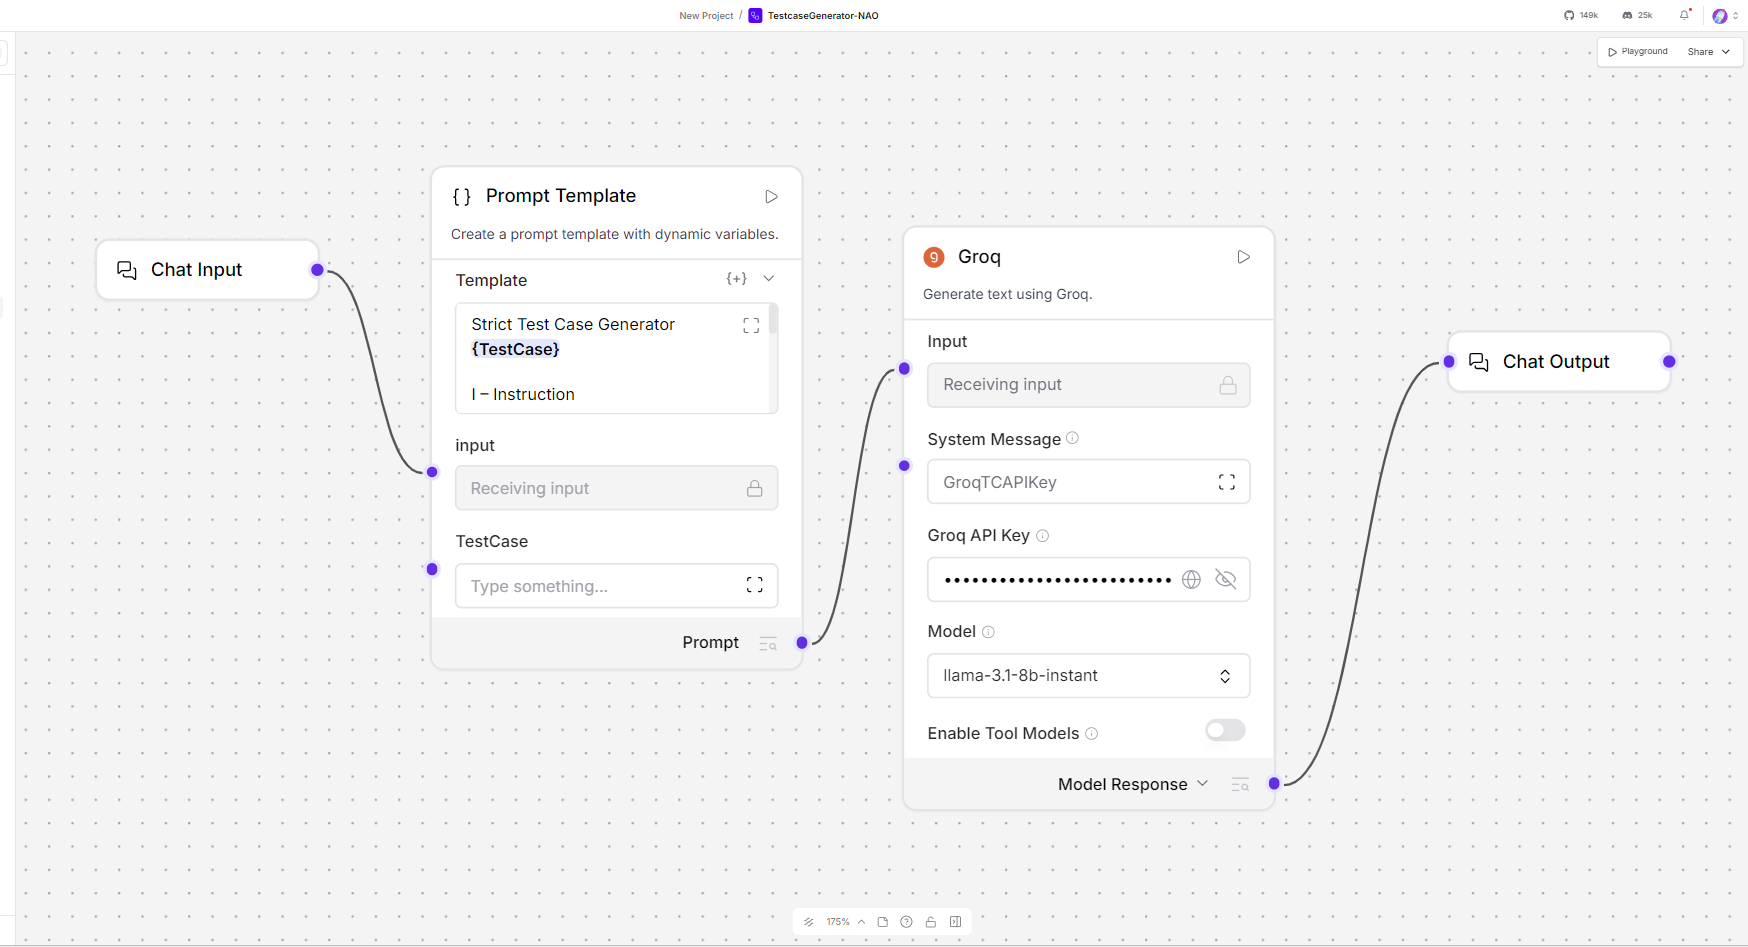 New Project / TestcaseGenerator-NAO
149k 25k
Playground Share
Chat Input
{} Prompt Template
Create a prompt template with dynamic variables.
Template {+}
Strict Test Case Generator
{TestCase}
I – Instruction
input
Receiving input
TestCase
Type something...
Prompt
g Groq
Generate text using Groq.
Input
Receiving input
System Message
GroqTCAPIKey
Groq API Key
••••••••••••••••••••••••••
Model
llama-3.1-8b-instant
Enable Tool Models
Model Response
Chat Output
175%